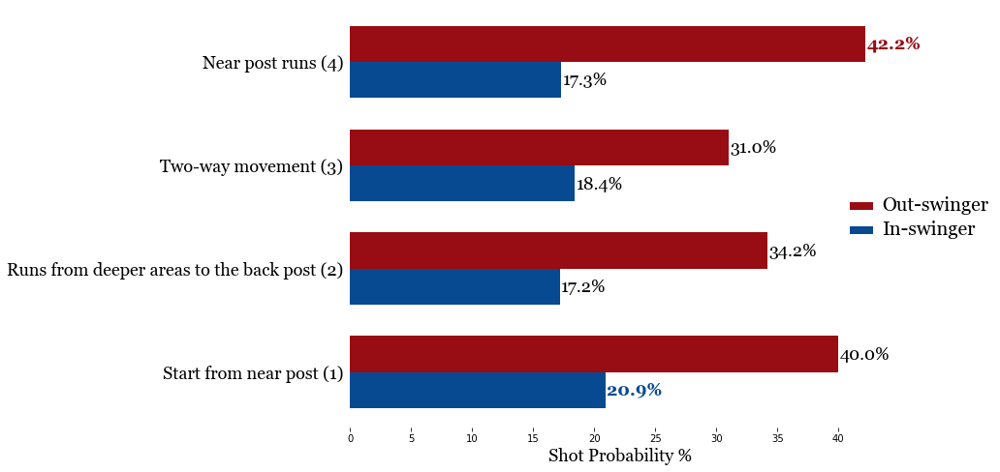 42.2%
Near post runs (4)
17.3%
31.0%
Two-way movement (3)
18.4%
Out-swinger
In-swinger
34.2%
Runs from deeper areas to the back post (2)
17.2%
40.0%
Start from near post (1)
20.9%
0 5 10 15 20 25 30 35 40
Shot Probability %